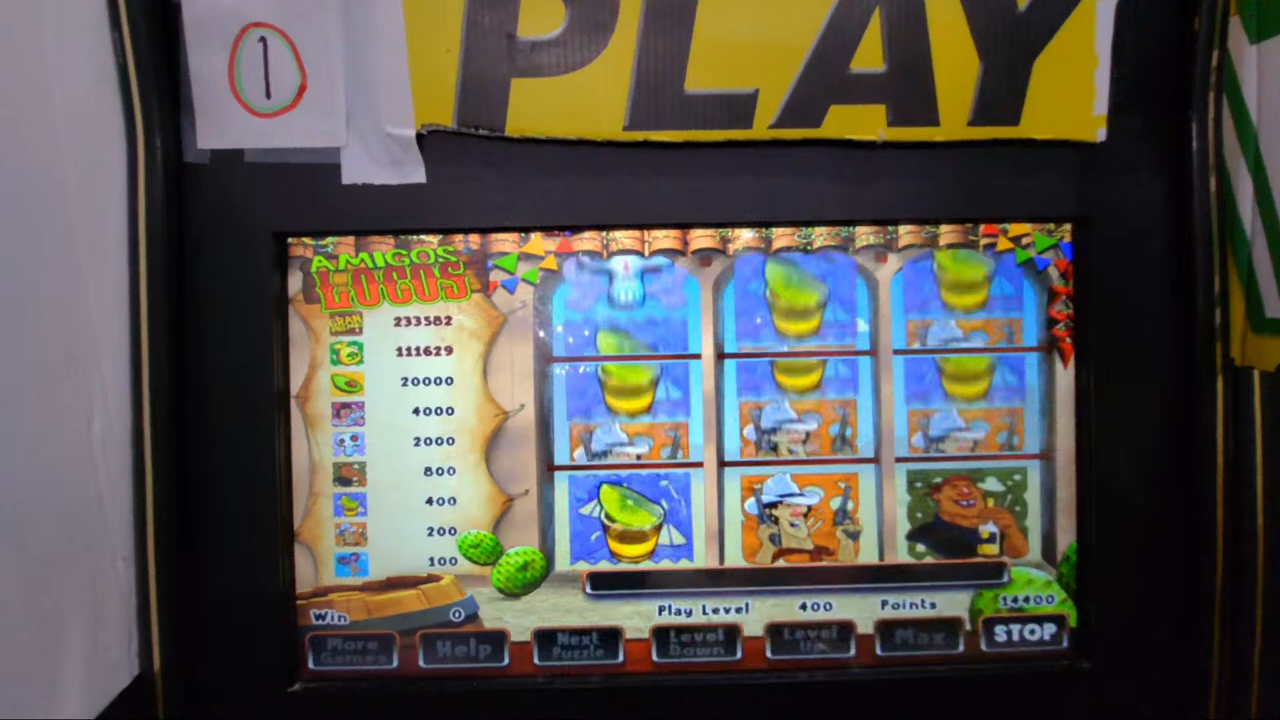 1
PLAY
AMIGOS
LOCOS
GRAN
233582
111629
20000
4000
2000
800
400
200
100
Win 0 Play Level 400 Points 14400
More Games
Help
Next Puzzle
Level Down
Level Up
Max
STOP